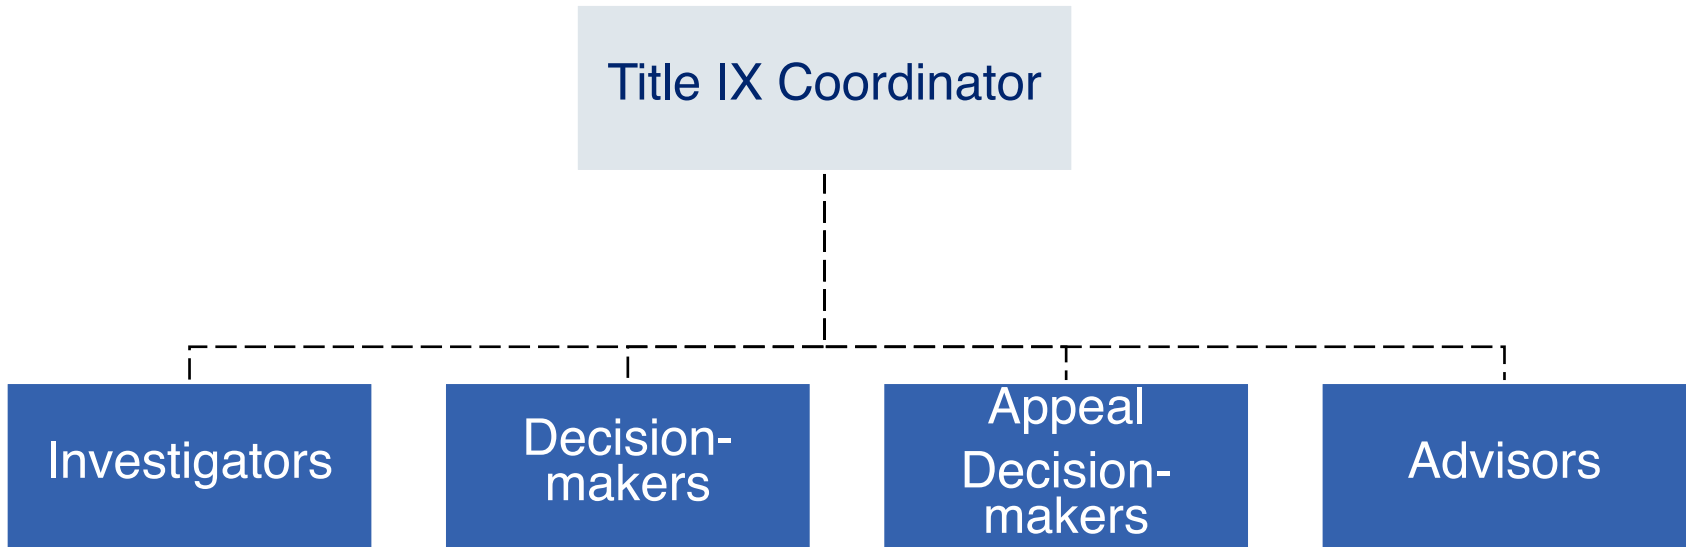 Title IX Coordinator
Investigators
Decision-
makers
Appeal
Decision-
makers
Advisors